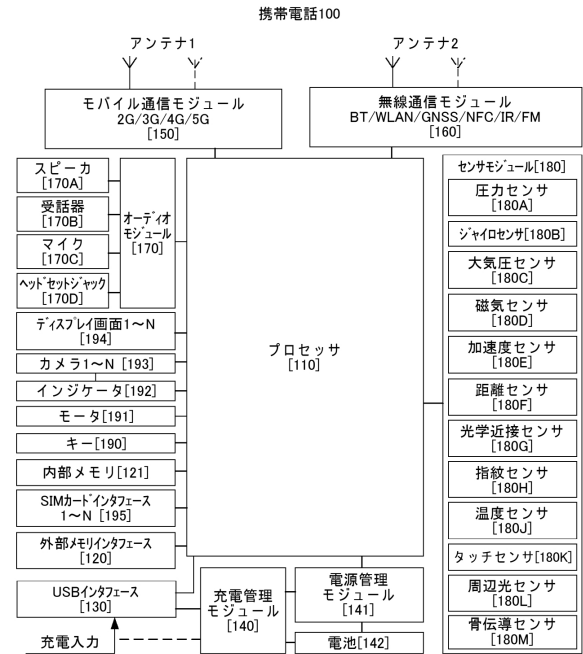 携帯電話100
アンテナ1
アンテナ2
モバイル通信モジュール
2G/3G/4G/5G
[150]
無線通信モジュール
BT/WLAN/GNSS/NFC/IR/FM
[160]
スピーカ
[170A]
受話器
[170B]
マイク
[170C]
ヘッドセットジャック
[170D]
オーディオ
モジュール
[170]
ディスプレイ画面1～N
[194]
カメラ1～N [193]
インジケータ[192]
モータ[191]
キー[190]
内部メモリ[121]
SIMカードインタフェース
1～N [195]
外部メモリインタフェース
[120]
USBインタフェース
[130]
充電入力
プロセッサ
[110]
充電管理
モジュール
[140]
電源管理
モジュール
[141]
電池[142]
センサモジュール[180]
圧力センサ
[180A]
ジャイロセンサ[180B]
大気圧センサ
[180C]
磁気センサ
[180D]
加速度センサ
[180E]
距離センサ
[180F]
光学近接センサ
[180G]
指紋センサ
[180H]
温度センサ
[180J]
タッチセンサ[180K]
周辺光センサ
[180L]
骨伝導センサ
[180M]